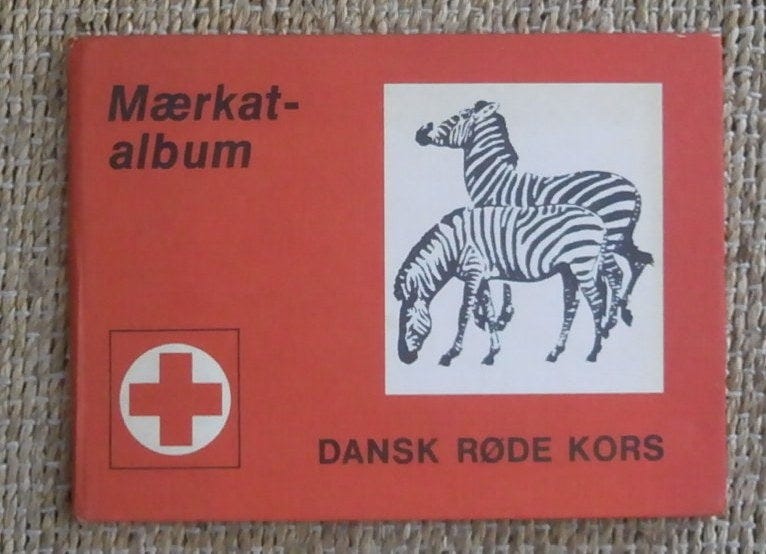 Mærkat-
album
DANSK RØDE KORS